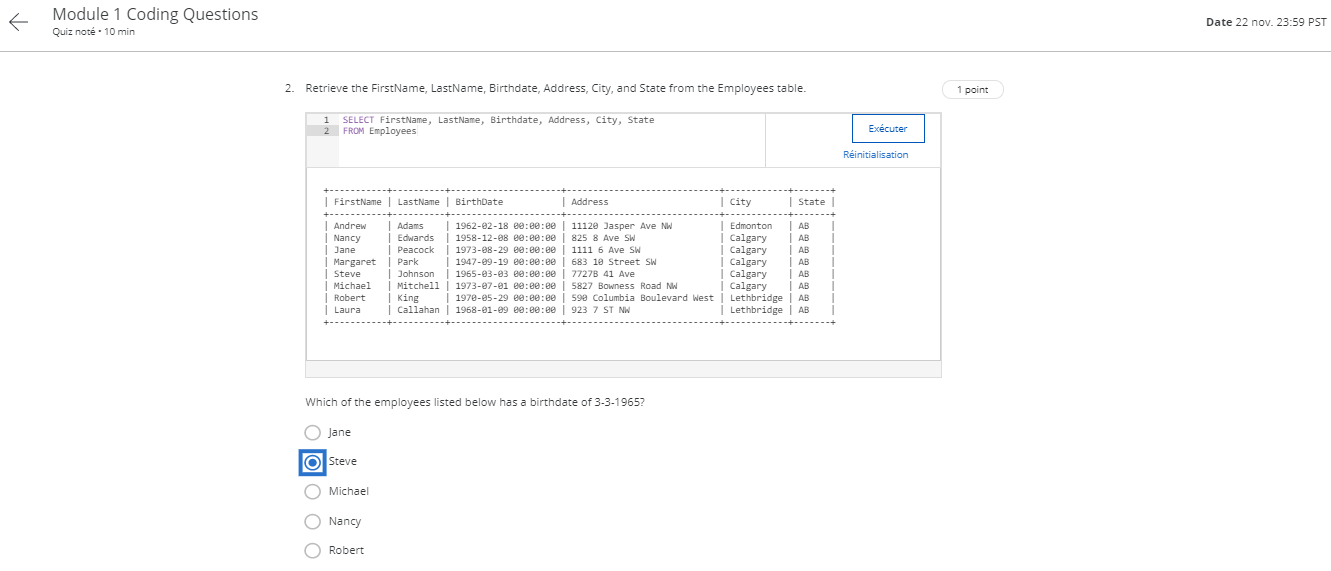 Module 1 Coding Questions
Quiz noté • 10 min
Date 22 nov. 23:59 PST
2. Retrieve the FirstName, LastName, Birthdate, Address, City, and State from the Employees table.
1 point
1 SELECT FirstName, LastName, Birthdate, Address, City, State
2 FROM Employees
Exécuter
Réinitialisation
+-----------+----------+---------------------+-----------------------------+------------+-------+
| FirstName | LastName | BirthDate | Address | City | State |
+-----------+----------+---------------------+-----------------------------+------------+-------+
| Andrew | Adams | 1962-02-18 00:00:00 | 11120 Jasper Ave NW | Edmonton | AB |
| Nancy | Edwards | 1958-12-08 00:00:00 | 825 8 Ave SW | Calgary | AB |
| Jane | Peacock | 1973-08-29 00:00:00 | 1111 6 Ave SW | Calgary | AB |
| Margaret | Park | 1947-09-19 00:00:00 | 683 10 Street SW | Calgary | AB |
| Steve | Johnson | 1965-03-03 00:00:00 | 7727B 41 Ave | Calgary | AB |
| Michael | Mitchell | 1973-07-01 00:00:00 | 5827 Bowness Road NW | Calgary | AB |
| Robert | King | 1970-05-29 00:00:00 | 590 Columbia Boulevard West | Lethbridge | AB |
| Laura | Callahan | 1968-01-09 00:00:00 | 923 7 ST NW | Lethbridge | AB |
+-----------+----------+---------------------+-----------------------------+------------+-------+
Which of the employees listed below has a birthdate of 3-3-1965?
Jane
Steve
Michael
Nancy
Robert